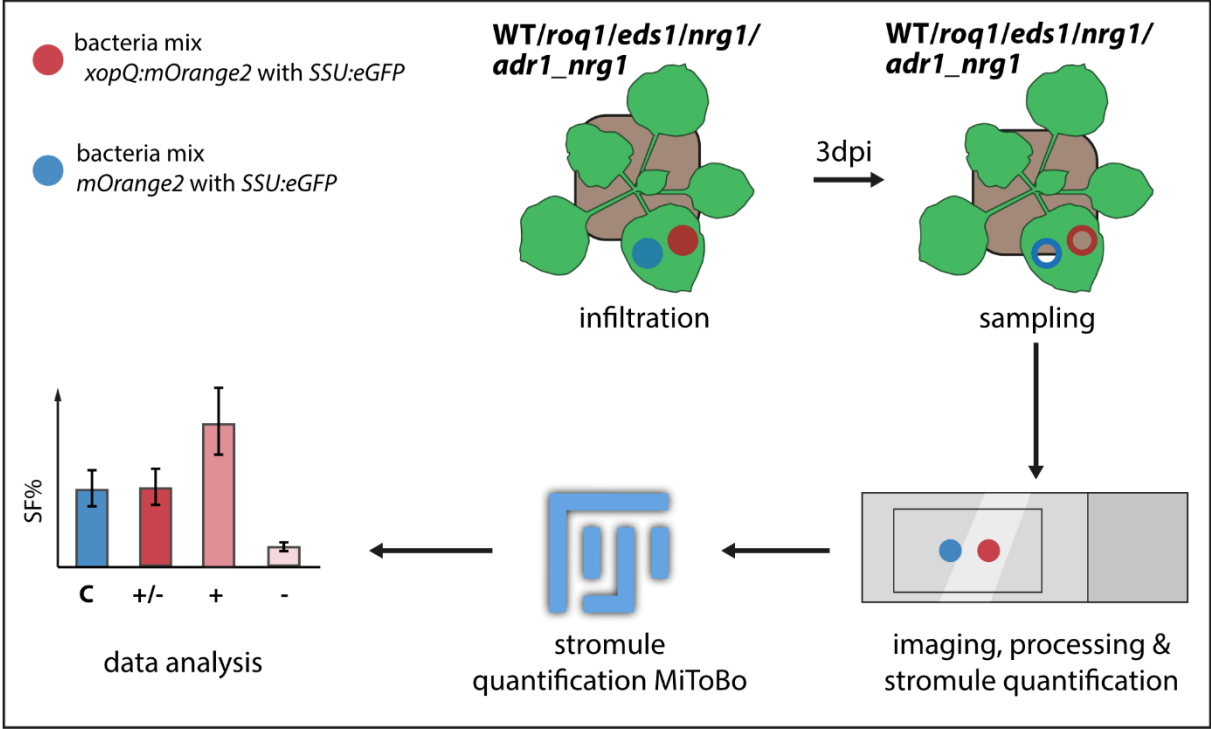 bacteria mix
xopQ:mOrange2 with SSU:eGFP
bacteria mix
mOrange2 with SSU:eGFP
WT/roq1/eds1/nrg1/
adr1_nrg1
infiltration
3dpi
WT/roq1/eds1/nrg1/
adr1_nrg1
sampling
imaging, processing &
stromule quantification
stromule
quantification MiToBo
SF%
C +/- + -
data analysis